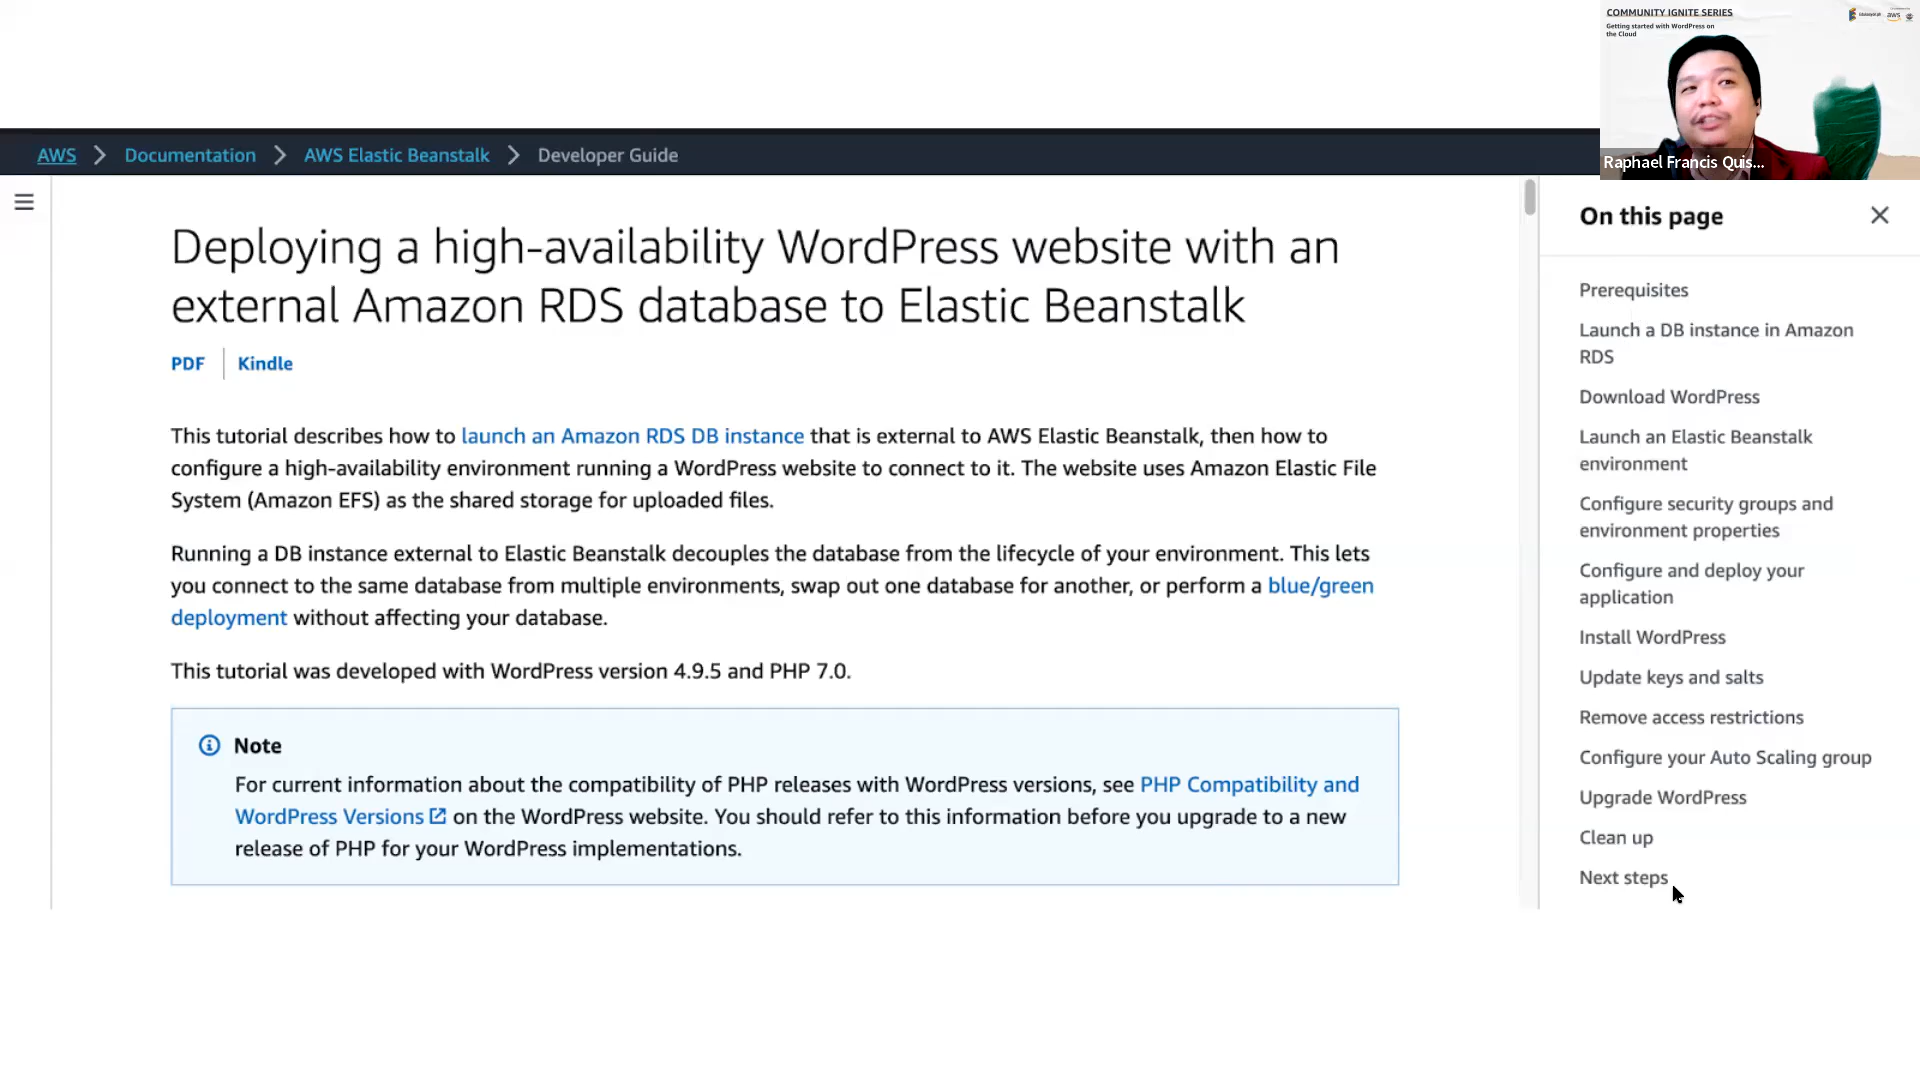 COMMUNITY IGNITE SERIES
Getting started with WordPress on
the Cloud
aws
Raphael Francis Quis...
AWS > Documentation > AWS Elastic Beanstalk > Developer Guide
Deploying a high-availability WordPress website with an
external Amazon RDS database to Elastic Beanstalk
PDF | Kindle
This tutorial describes how to launch an Amazon RDS DB instance that is external to AWS Elastic Beanstalk, then how to
configure a high-availability environment running a WordPress website to connect to it. The website uses Amazon Elastic File
System (Amazon EFS) as the shared storage for uploaded files.
Running a DB instance external to Elastic Beanstalk decouples the database from the lifecycle of your environment. This lets
you connect to the same database from multiple environments, swap out one database for another, or perform a blue/green
deployment without affecting your database.
This tutorial was developed with WordPress version 4.9.5 and PHP 7.0.
Note
For current information about the compatibility of PHP releases with WordPress versions, see PHP Compatibility and
WordPress Versions on the WordPress website. You should refer to this information before you upgrade to a new
release of PHP for your WordPress implementations.
On this page
Prerequisites
Launch a DB instance in Amazon
RDS
Download WordPress
Launch an Elastic Beanstalk
environment
Configure security groups and
environment properties
Configure and deploy your
application
Install WordPress
Update keys and salts
Remove access restrictions
Configure your Auto Scaling group
Upgrade WordPress
Clean up
Next steps